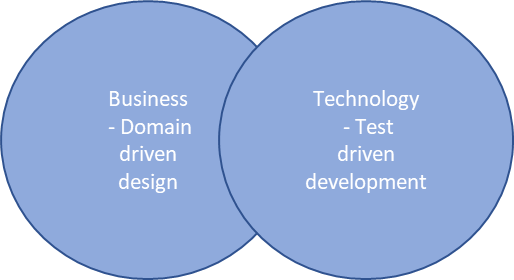 Business
- Domain
driven
design
Technology
- Test
driven
development